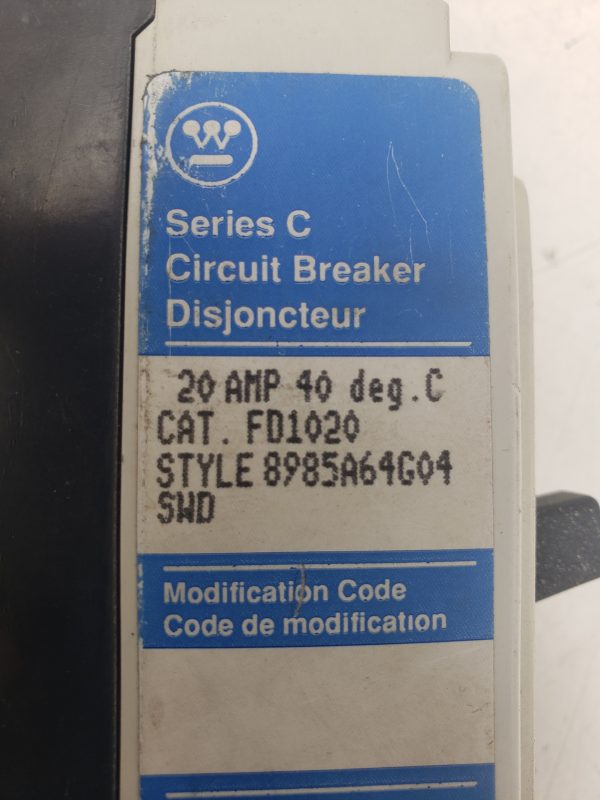 W
Series C
Circuit Breaker
Disjoncteur
20 AMP 40 deg.C
CAT. FD1020
STYLE 8985A64G04
SWD
Modification Code
Code de modification